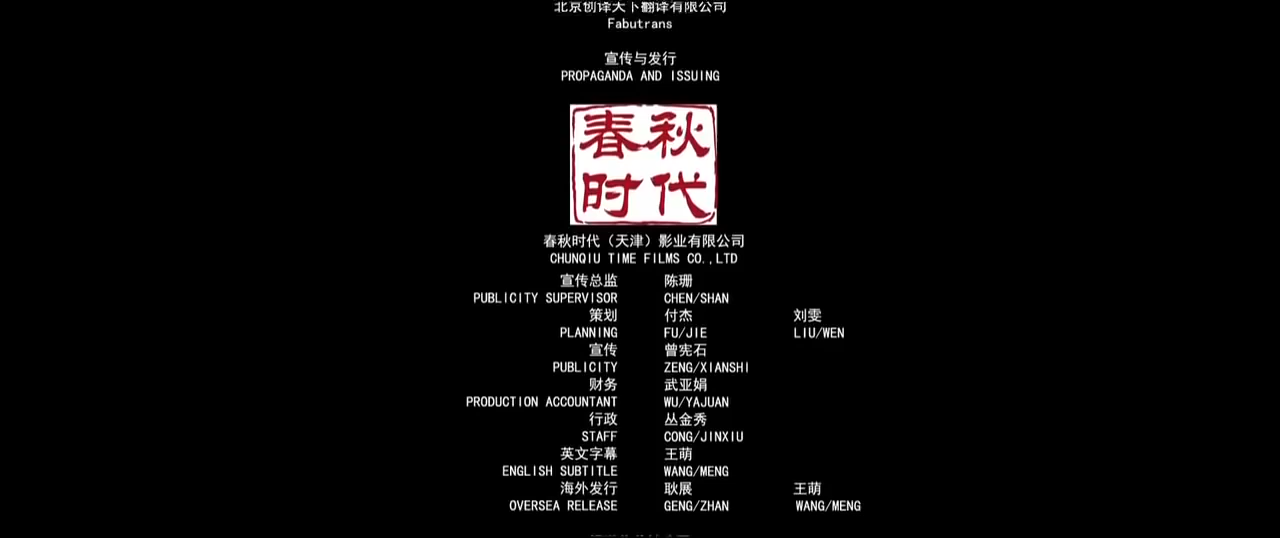 北京创译天下翻译有限公司
Fabutrans
宣传与发行
PROPAGANDA AND ISSUING
春秋
时代
春秋时代（天津）影业有限公司
CHUNQIU TIME FILMS CO.,LTD
宣传总监 陈珊
PUBLICITY SUPERVISOR CHEN/SHAN
策划 付杰 刘雯
PLANNING FU/JIE LIU/WEN
宣传 曾宪石
PUBLICITY ZENG/XIANSHI
财务 武亚娟
PRODUCTION ACCOUNTANT WU/YAJUAN
行政 丛金秀
STAFF CONG/JINXIU
英文字幕 王萌
ENGLISH SUBTITLE WANG/MENG
海外发行 耿展 王萌
OVERSEA RELEASE GENG/ZHAN WANG/MENG